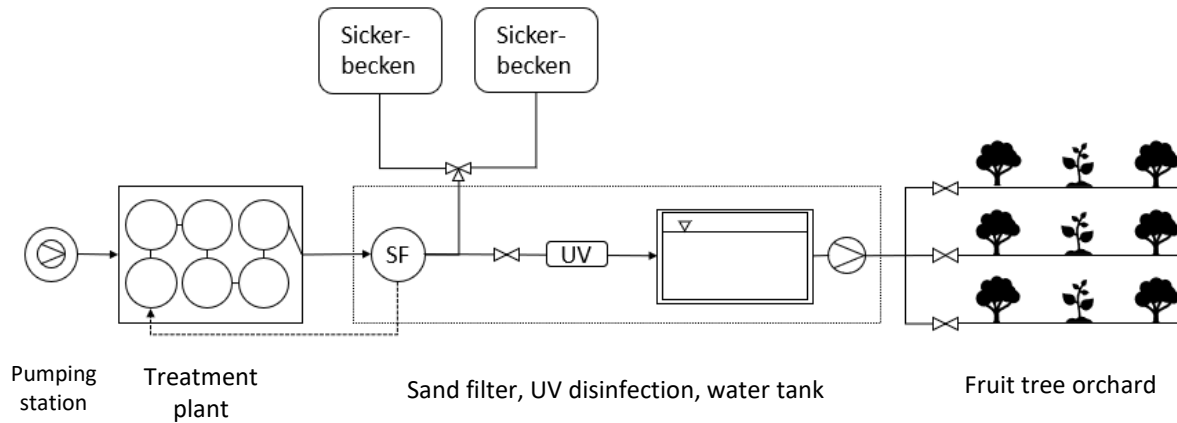 Sicker-
becken
Sicker-
becken
SF
UV
Pumping
station
Treatment
plant
Sand filter, UV disinfection, water tank
Fruit tree orchard